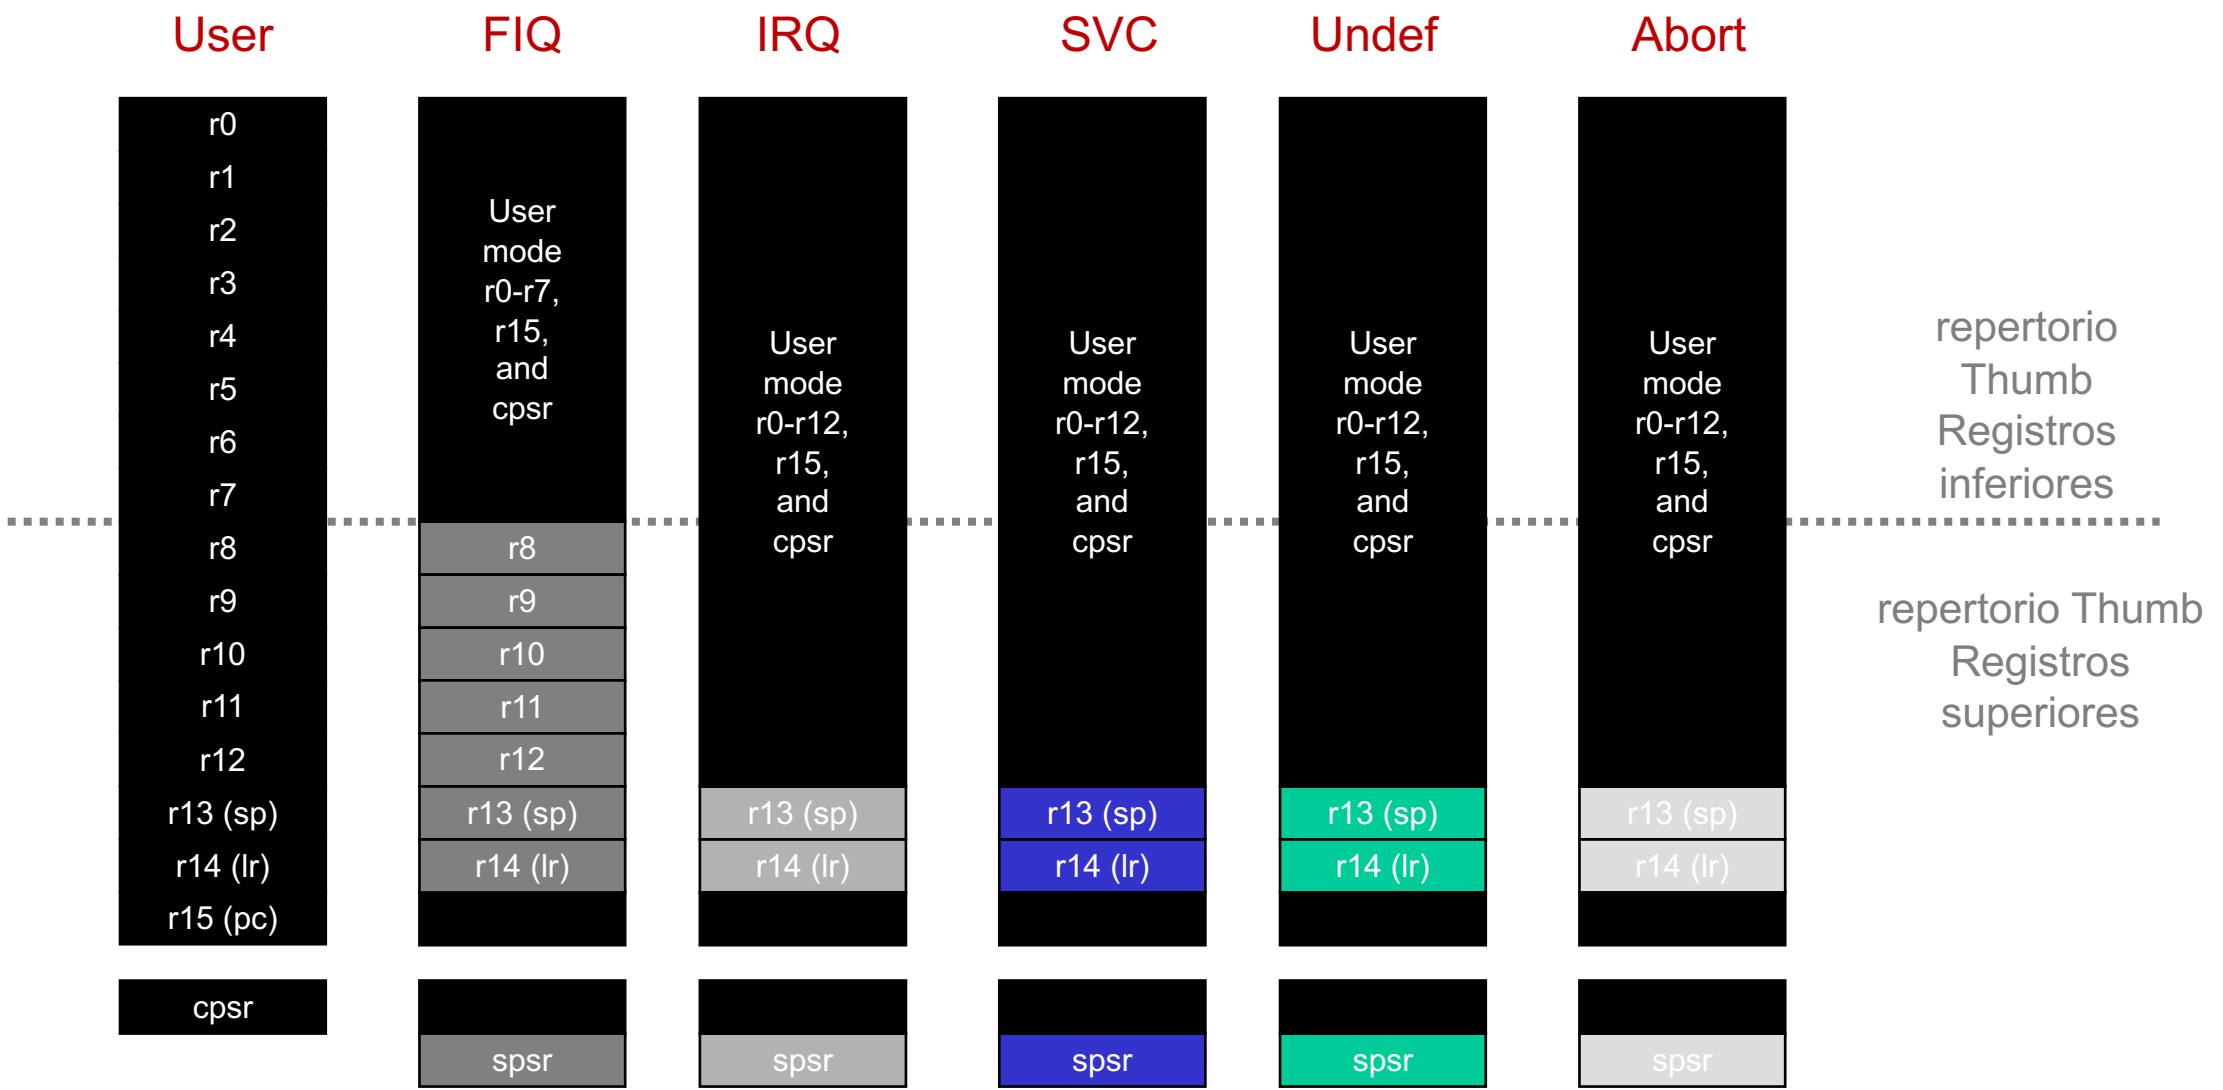 User
FIQ
IRQ
SVC
Undef
Abort
r0
r1
r2
r3
r4
r5
r6
r7
r8
r9
r10
r11
r12
r13 (sp)
r14 (lr)
r15 (pc)
cpsr
User
mode
r0-r7,
r15,
and
cpsr
r8
r9
r10
r11
r12
r13 (sp)
r14 (lr)
spsr
User
mode
r0-r12,
r15,
and
cpsr
r13 (sp)
r14 (lr)
spsr
User
mode
r0-r12,
r15,
and
cpsr
r13 (sp)
r14 (lr)
spsr
User
mode
r0-r12,
r15,
and
cpsr
r13 (sp)
r14 (lr)
spsr
User
mode
r0-r12,
r15,
and
cpsr
r13 (sp)
r14 (lr)
spsr
repertorio
Thumb
Registros
inferiores
repertorio Thumb
Registros
superiores